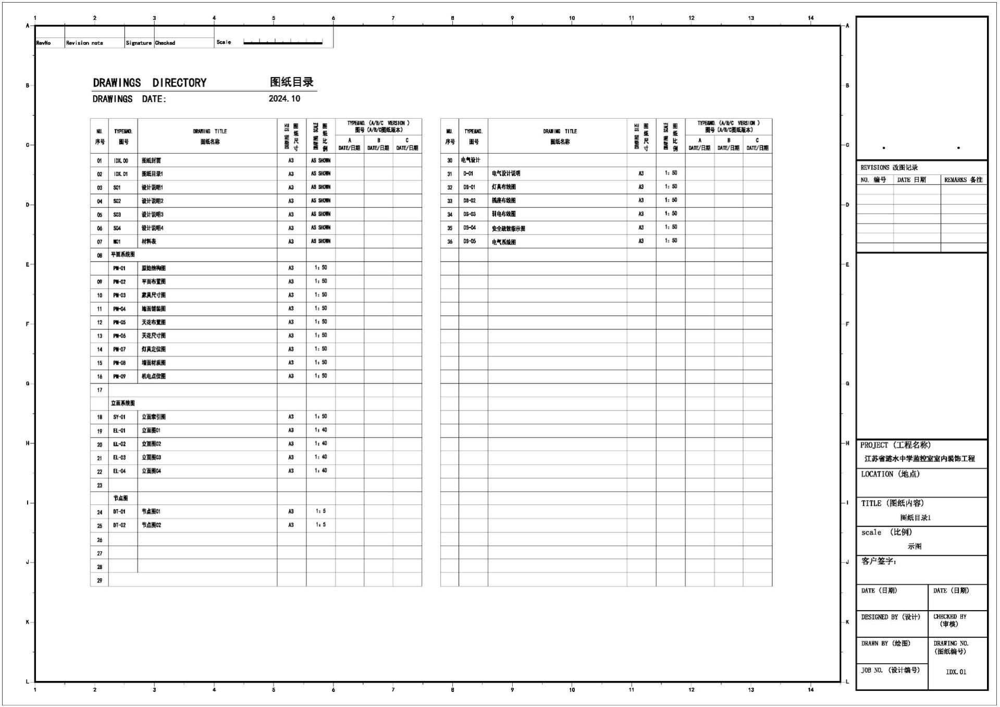 1 2 3 4 5 6 7 8 9 10 11 12 13 14
A B C D E F G H I J K L
RevNo Revision note Signature Checked Scale
DRAWINGS DIRECTORY 图纸目录
DRAWINGS DATE: 2024.10
NU. 序号 TYPE&NO. 图号 DRAWING TITLE 图纸名称 DRAWING SIZE 图纸尺寸 DRAWING SCALE 图纸比例 TYPE&NO. (A/B/C VERSION) 图号 (A/B/C图纸版本)
A DATE/日期 B DATE/日期 C DATE/日期
01 IDX.00 图纸封面 A3 AS SHOWN
02 IDX.01 图纸目录1 A3 AS SHOWN
03 S01 设计说明1 A3 AS SHOWN
04 S02 设计说明2 A3 AS SHOWN
05 S03 设计说明3 A3 AS SHOWN
06 S04 设计说明4 A3 AS SHOWN
07 M01 材料表 A3 AS SHOWN
08 平面系统图
PM-01 原始结构图 A3 1: 50
09 PM-02 平面布置图 A3 1: 50
10 PM-03 家具尺寸图 A3 1: 50
11 PM-04 地面铺装图 A3 1: 50
12 PM-05 天花布置图 A3 1: 50
13 PM-06 天花尺寸图 A3 1: 50
14 PM-07 灯具定位图 A3 1: 50
15 PM-08 墙面材质图 A3 1: 50
16 PM-09 机电点位图 A3 1: 50
17
立面系统图
18 SY-01 立面索引图 A3 1: 50
19 EL-01 立面图01 A3 1: 40
20 EL-02 立面图02 A3 1: 40
21 EL-03 立面图03 A3 1: 40
22 EL-04 立面图04 A3 1: 40
23
节点图
24 DT-01 节点图01 A3 1: 5
25 DT-02 节点图02 A3 1: 5
26
27
28
29
NU. 序号 TYPE&NO. 图号 DRAWING TITLE 图纸名称 DRAWING SIZE 图纸尺寸 DRAWING SCALE 图纸比例 TYPE&NO. (A/B/C VERSION) 图号 (A/B/C图纸版本)
A DATE/日期 B DATE/日期 C DATE/日期
30 电气设计
31 D-01 电气设计说明 A3 1: 50
32 DS-01 灯具布线图 A3 1: 50
33 DS-02 插座布线图 A3 1: 50
34 DS-03 弱电布线图 A3 1: 50
35 DS-04 安全疏散指示图 A3 1: 50
36 DS-05 电气系统图 A3 1: 50
REVISIONS 改图记录
NO. 编号 DATE 日期 REMARKS 备注
PROJECT (工程名称)
江苏省涟水中学监控室室内装饰工程
LOCATION (地点)
TITLE (图纸内容)
图纸目录1
scale (比例)
示图
客户签字:
DATE (日期) DATE (日期)
DESIGNED BY (设计) CHECKED BY
(审核)
DRAWN BY (绘图) DRAWING NO.
(图纸编号)
JOB NO. (设计编号) IDX.01
A B C D E F G H I J K L
1 2 3 4 5 6 7 8 9 10 11 12 13 14